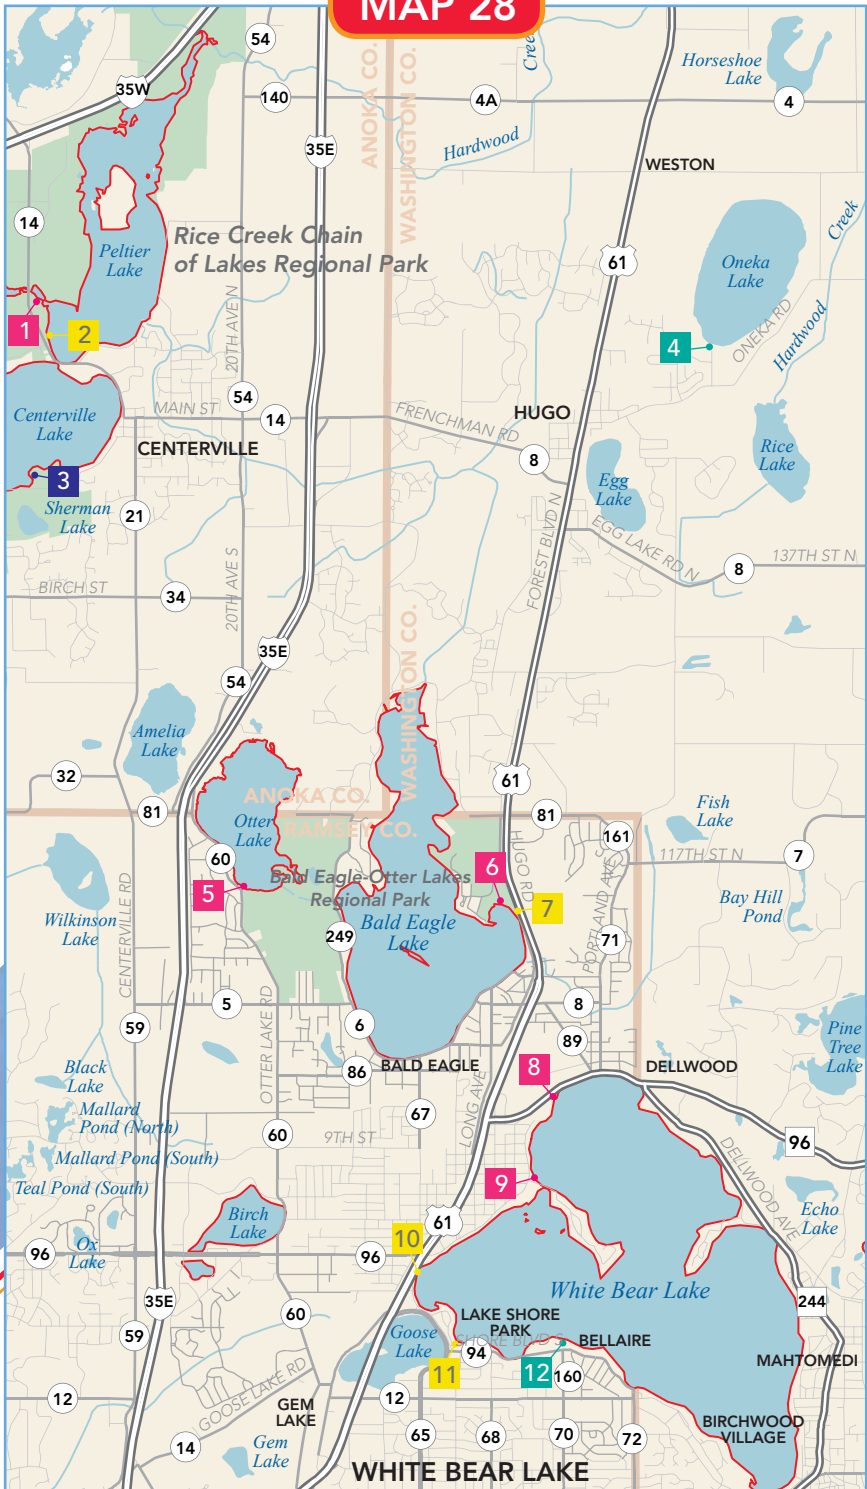 MAP 28
54
Creek
Horseshoe
Lake
35W
140
4A
4
ANOKA CO.
WASHINGTON CO.
Hardwood
35E
WESTON
14
Rice Creek Chain
of Lakes Regional Park
Peltier
Lake
61
Oneka
Lake
Creek
1
2
20TH AVE N
4
ONEKA RD
Hardwood
54
MAIN ST
14
FRENCHMAN RD
HUGO
Centerville
Lake
CENTERVILLE
8
Rice
Lake
3
Egg
Lake
Sherman
Lake
21
FOREST BLVD N
EGG LAKE RD N
8
137TH ST N
BIRCH ST
34
20TH AVE S
35E
WASHINGTON CO.
54
Amelia
Lake
32
61
ANOKA CO.
81
RAMSEY CO.
Otter
Lake
81
Fish
Lake
161
HUGO RD
60
117TH ST N
7
5
Bald Eagle-Otter Lakes
Regional Park
6
7
Bay Hill
Pond
PORTLAND AVE S
Wilkinson
Lake
CENTERVILLE RD
249
Bald Eagle
Lake
71
5
OTTER LAKE RD
8
59
6
89
Pine
Tree
Lake
Black
Lake
86
BALD EAGLE
DELLWOOD
8
Mallard
Pond (North)
67
LONG AVE
60
9TH ST
96
Mallard Pond (South)
DELLWOOD AVE
Teal Pond (South)
9
Birch
Lake
61
Echo
Lake
10
96
Ox
Lake
96
35E
White Bear Lake
244
60
LAKE SHORE
PARK
59
Goose
Lake
SHORE BLVD S
BELLAIRE
94
11
12
160
MAHTOMEDI
12
GOOSE LAKE RD
12
GEM
LAKE
BIRCHWOOD
VILLAGE
14
Gem
Lake
65
68
70
72
WHITE BEAR LAKE